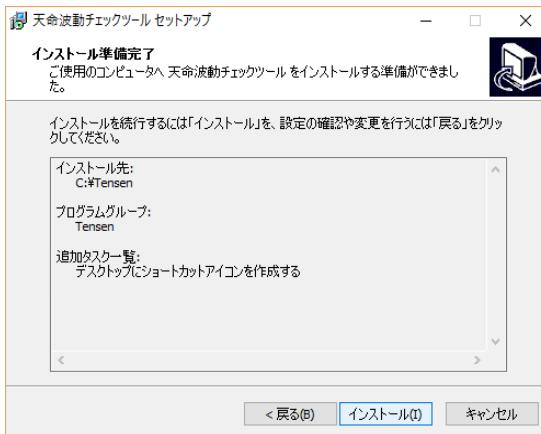 天命波動チェックツール セットアップ
インストール準備完了
ご使用のコンピュータへ 天命波動チェックツール をインストールする準備ができまし
た。
インストールを続行するには「インストール」を、設定の確認や変更を行うには「戻る」をクリッ
クしてください。
インストール先:
C:¥Tensen
プログラムグループ:
Tensen
追加タスク一覧:
デスクトップにショートカットアイコンを作成する
< 戻る(B)
インストール(I)
キャンセル